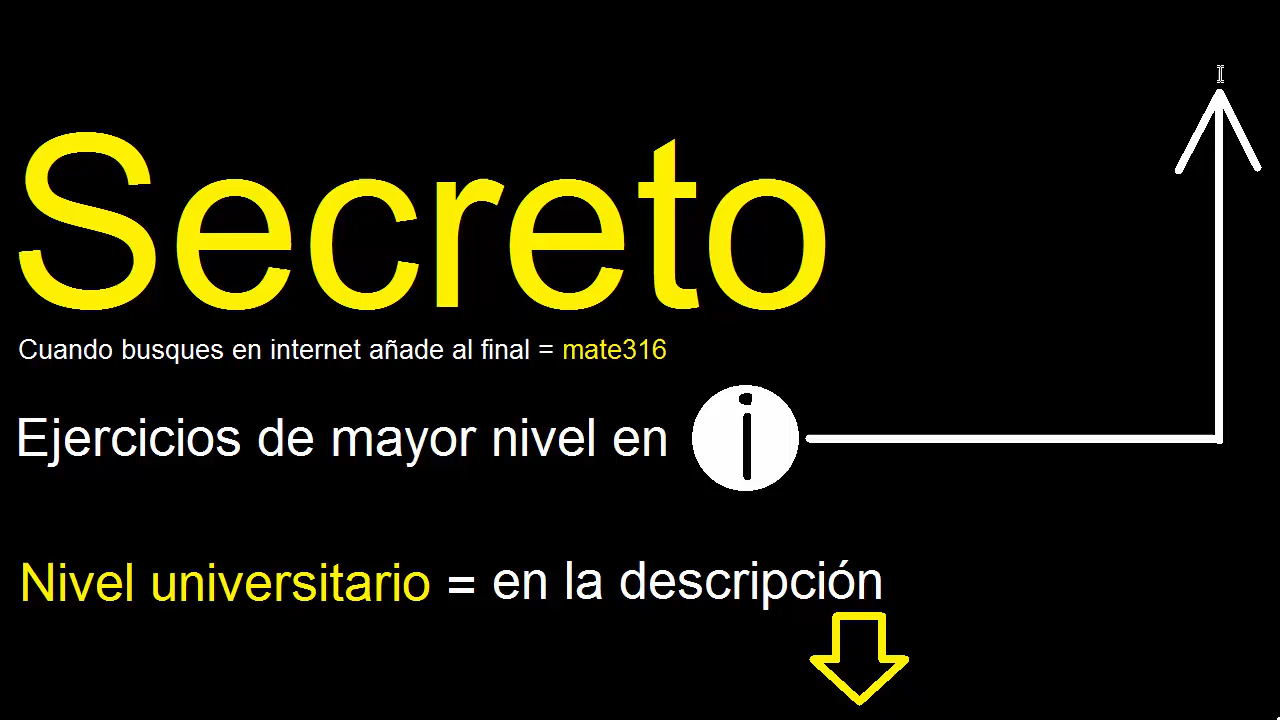 Secreto
Cuando busques en internet añade al final = mate316
Ejercicios de mayor nivel en i
Nivel universitario = en la descripción